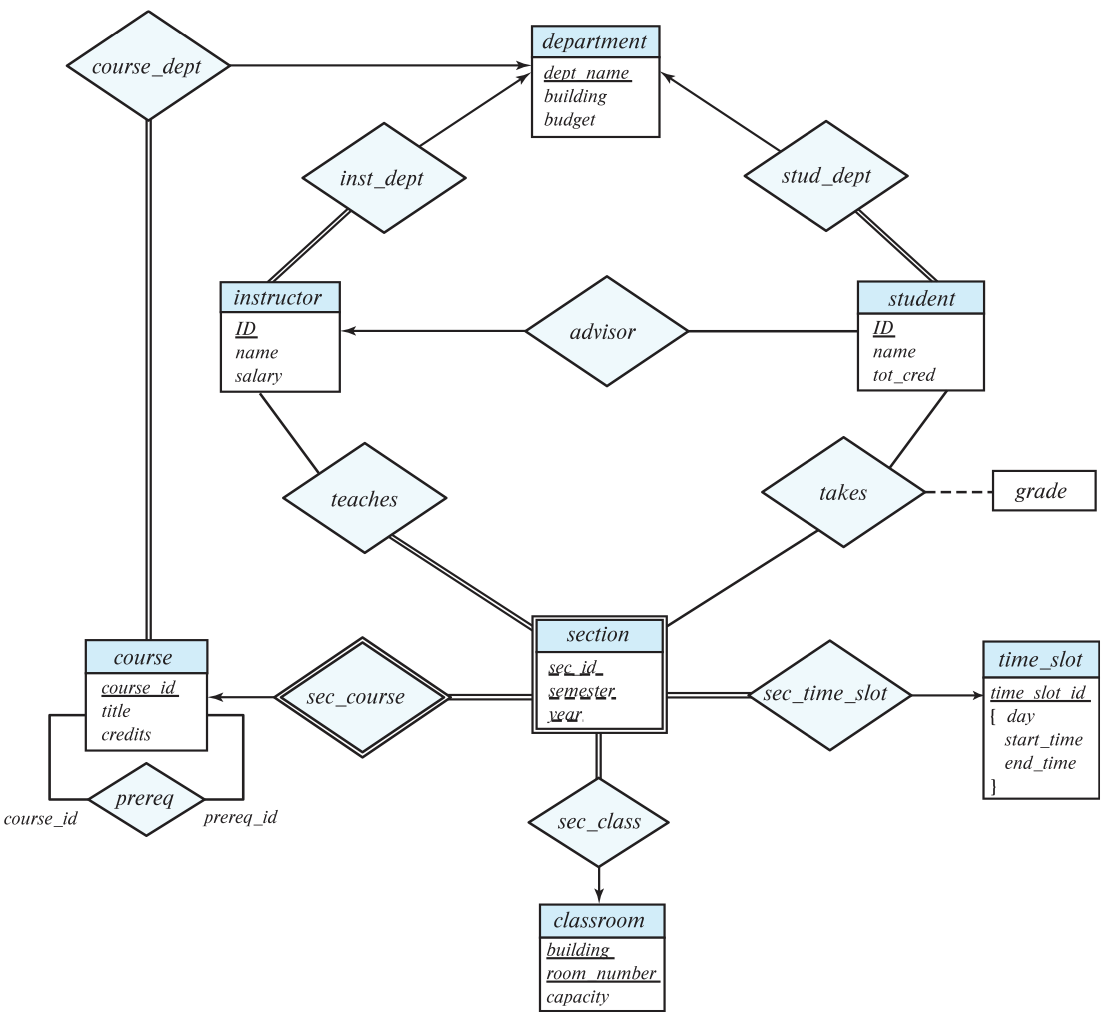 course_dept
department
dept_name
building
budget
inst_dept
stud_dept
instructor
ID
name
salary
advisor
student
ID
name
tot_cred
teaches
takes
grade
course
course_id
title
credits
sec_course
section
sec_id
semester
year
sec_time_slot
time_slot
time_slot_id
{ day
start_time
end_time
}
prereq
course_id
prereq_id
sec_class
classroom
building
room_number
capacity